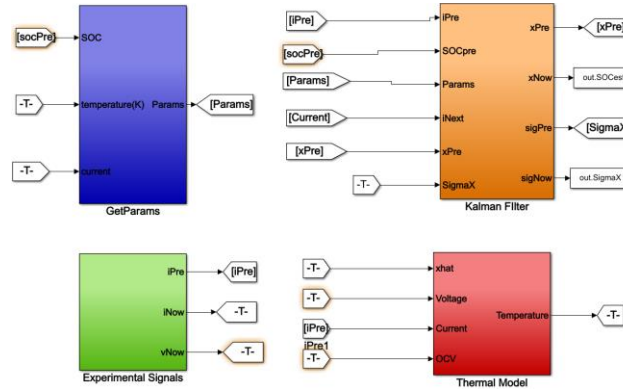 [socPre]
SOC
-T-
temperature(K)
Params
[Params]
-T-
current
GetParams
[iPre]
iPre
[socPre]
SOCpre
[Params]
Params
[Current]
iNext
[xPre]
xPre
-T-
SigmaX
xPre
[xPre]
xNow
out.SOCest
sigPre
[SigmaX
sigNow
out.SigmaX
Kalman FIlter
iPre
[iPre]
iNow
-T-
vNow
-T-
Experimental Signals
-T-
xhat
-T-
Voltage
[iPre]
Current
iPre1
-T-
OCV
Temperature
-T-
Thermal Model